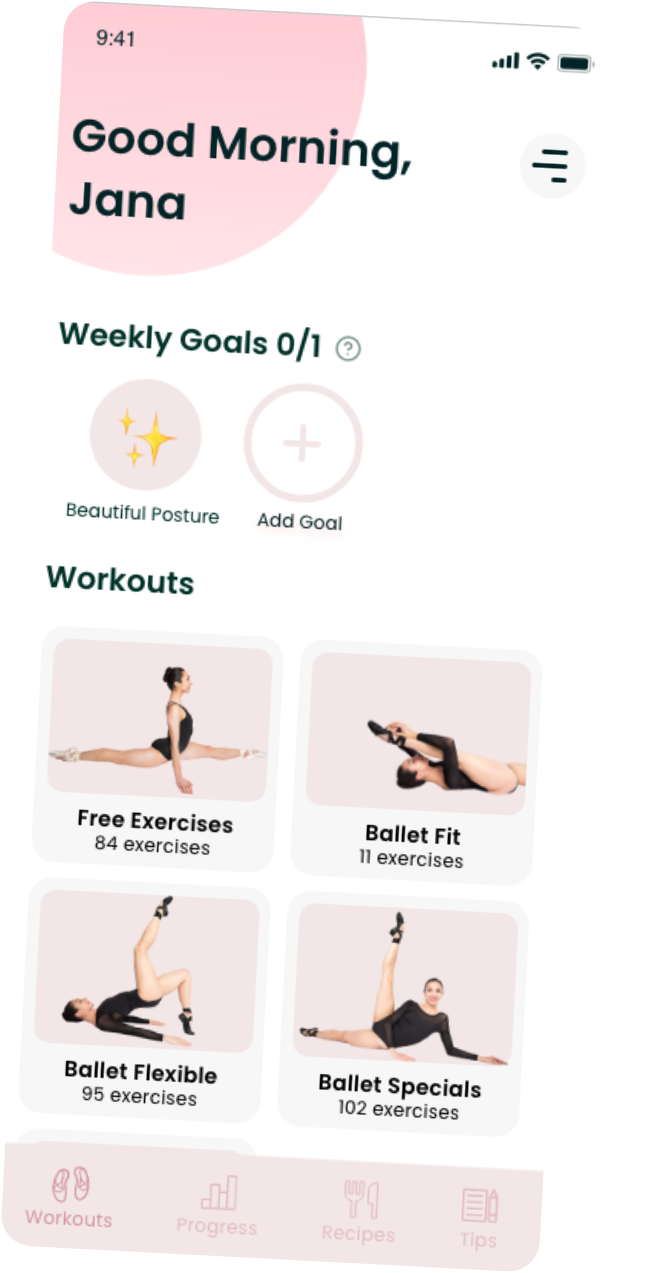 9:41
Good Morning,
Jana
Weekly Goals 0/1 ?
Beautiful Posture
Add Goal
Workouts
Free Exercises
84 exercises
Ballet Fit
11 exercises
Ballet Flexible
95 exercises
Ballet Specials
102 exercises
Workouts
Progress
Recipes
Tips